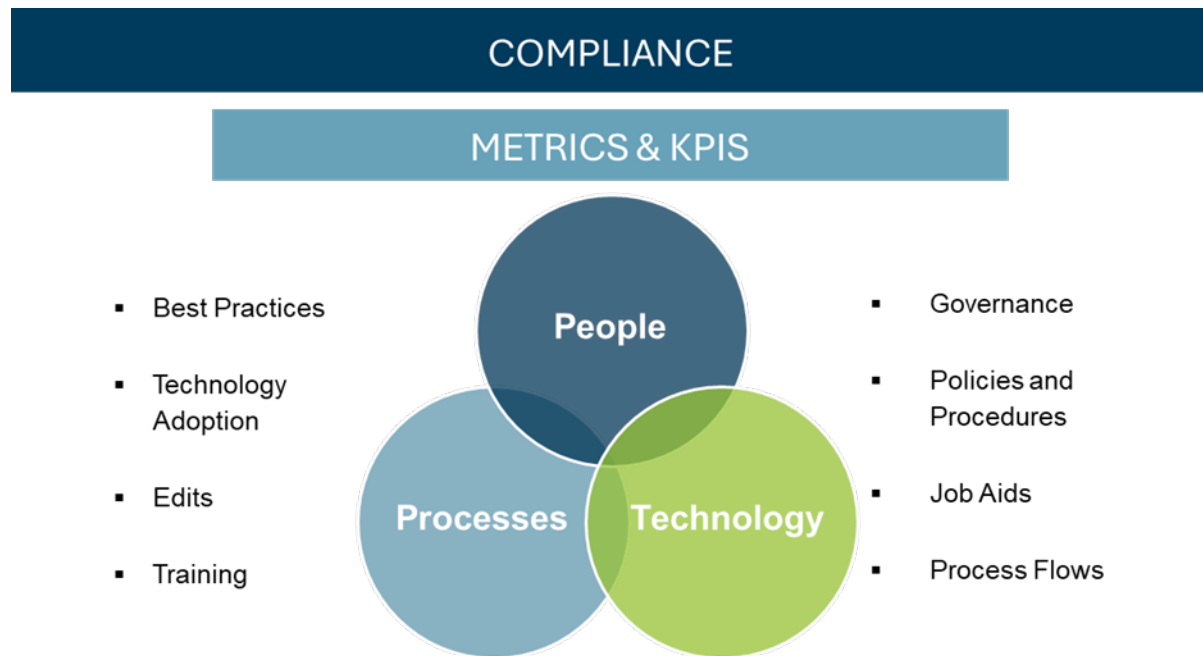 COMPLIANCE
METRICS & KPIS
▪ Best Practices
▪ Technology
Adoption
▪ Edits
▪ Training
People
Processes
Technology
▪ Governance
▪ Policies and
Procedures
▪ Job Aids
▪ Process Flows